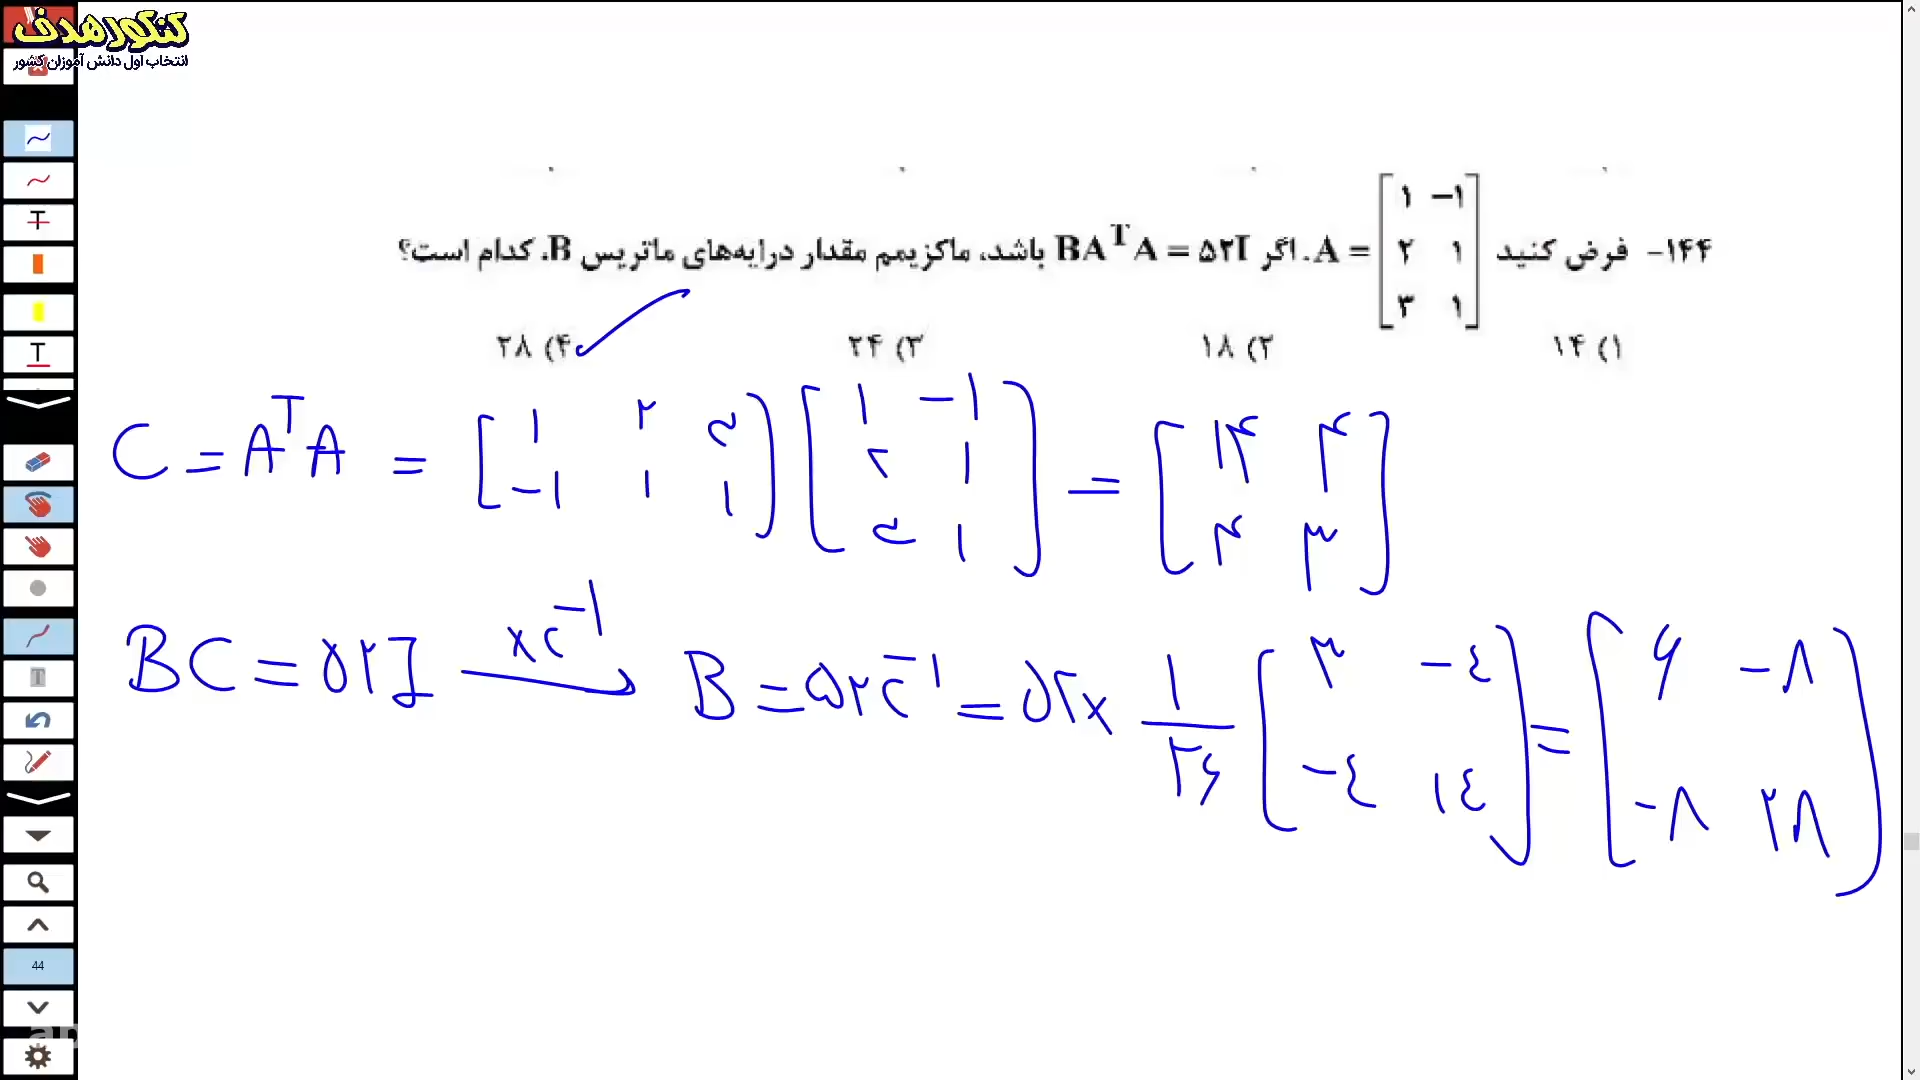 کنکور هدف
انتخاب اول دانش آموزان کشور
۱۴۴- فرض کنید A = [۱ -۱ ; ۲ ۱ ; ۳ ۱]. اگر BAᵀA = ۵۲I باشد، ماکزیمم مقدار درایه‌های ماتریس B، کدام است؟
۱) ۱۴ ۲) ۱۸ ۳) ۲۴ ۴) ۲۸
C = AᵀA = [۱ ۲ ۳ ; -۱ ۱ ۱] [۱ -۱ ; ۲ ۱ ; ۳ ۱] = [۱۴ ۴ ; ۴ ۳]
BC = ۵۲I ×C⁻¹ → B = ۵۲C⁻¹ = ۵۲ × ۱/۲۶ [۳ -۴ ; -۴ ۱۴] = [۶ -۸ ; -۸ ۲۸]
44